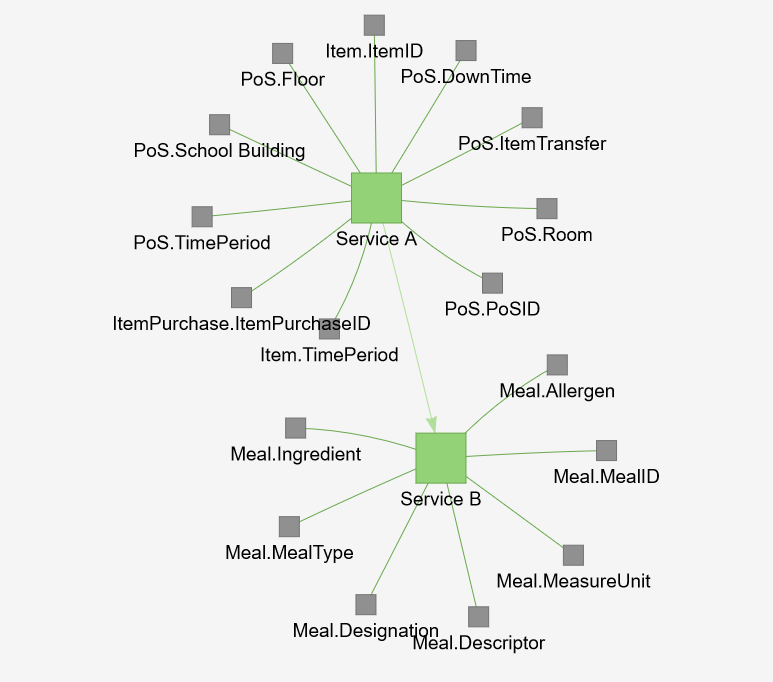 Item.ItemID
PoS.DownTime
PoS.Floor
PoS.ItemTransfer
PoS.School Building
PoS.Room
Service A
PoS.TimePeriod
PoS.PoSID
ItemPurchase.ItemPurchaseID
Item.TimePeriod
Meal.Allergen
Meal.Ingredient
Meal.MealID
Service B
Meal.MealType
Meal.MeasureUnit
Meal.Designation
Meal.Descriptor